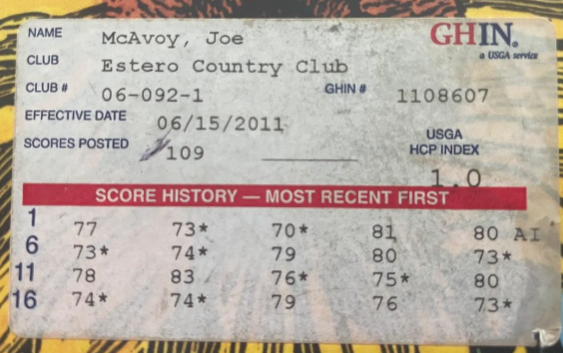 NAME McAvoy, Joe GHIN®
a USGA service
CLUB Estero Country Club
CLUB # 06-092-1 GHIN # 1108607
EFFECTIVE DATE 06/15/2011
SCORES POSTED 109
USGA
HCP INDEX
1.0
SCORE HISTORY — MOST RECENT FIRST
1 77 73* 70* 81 80 AI
6 73* 74* 79 80 73*
11 78 83 76* 75* 80
16 74* 74* 79 76 73*